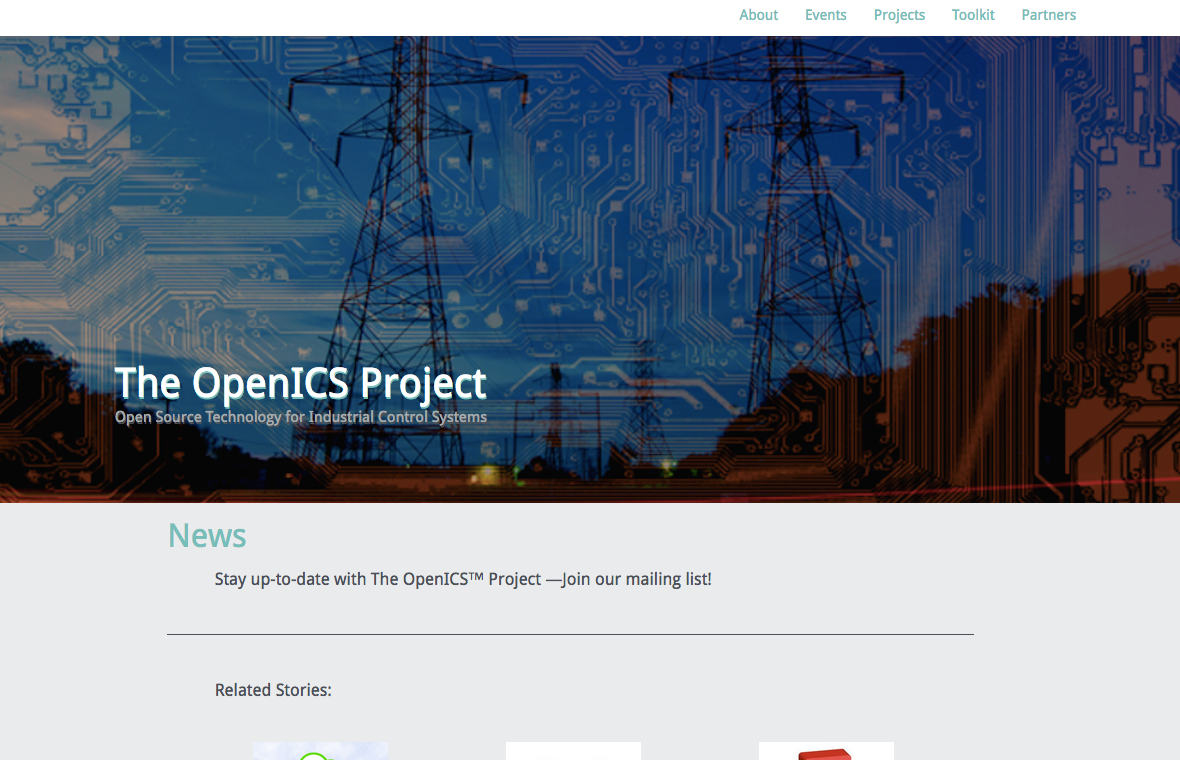 About Events Projects Toolkit Partners
The OpenICS Project
Open Source Technology for Industrial Control Systems
News
Stay up-to-date with The OpenICS™ Project —Join our mailing list!
Related Stories: